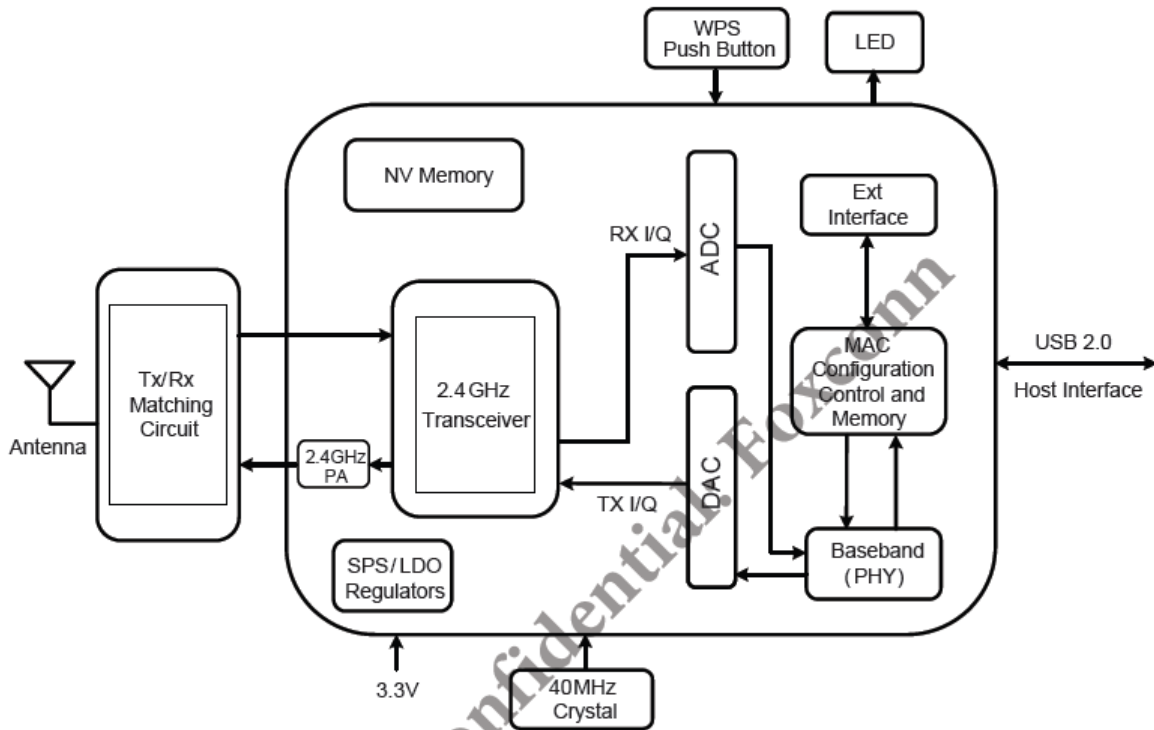 WPS
Push Button
LED
NV Memory
Ext
Interface
RX I/Q
ADC
Tx/Rx
Matching
Circuit
2.4 GHz
Transceiver
MAC
Configuration
Control and
Memory
USB 2.0
Host Interface
Antenna
2.4GHz
PA
TX I/Q
DAC
Baseband
(PHY)
SPS/LDO
Regulators
3.3V
40MHz
Crystal
onfidential. Foxconn